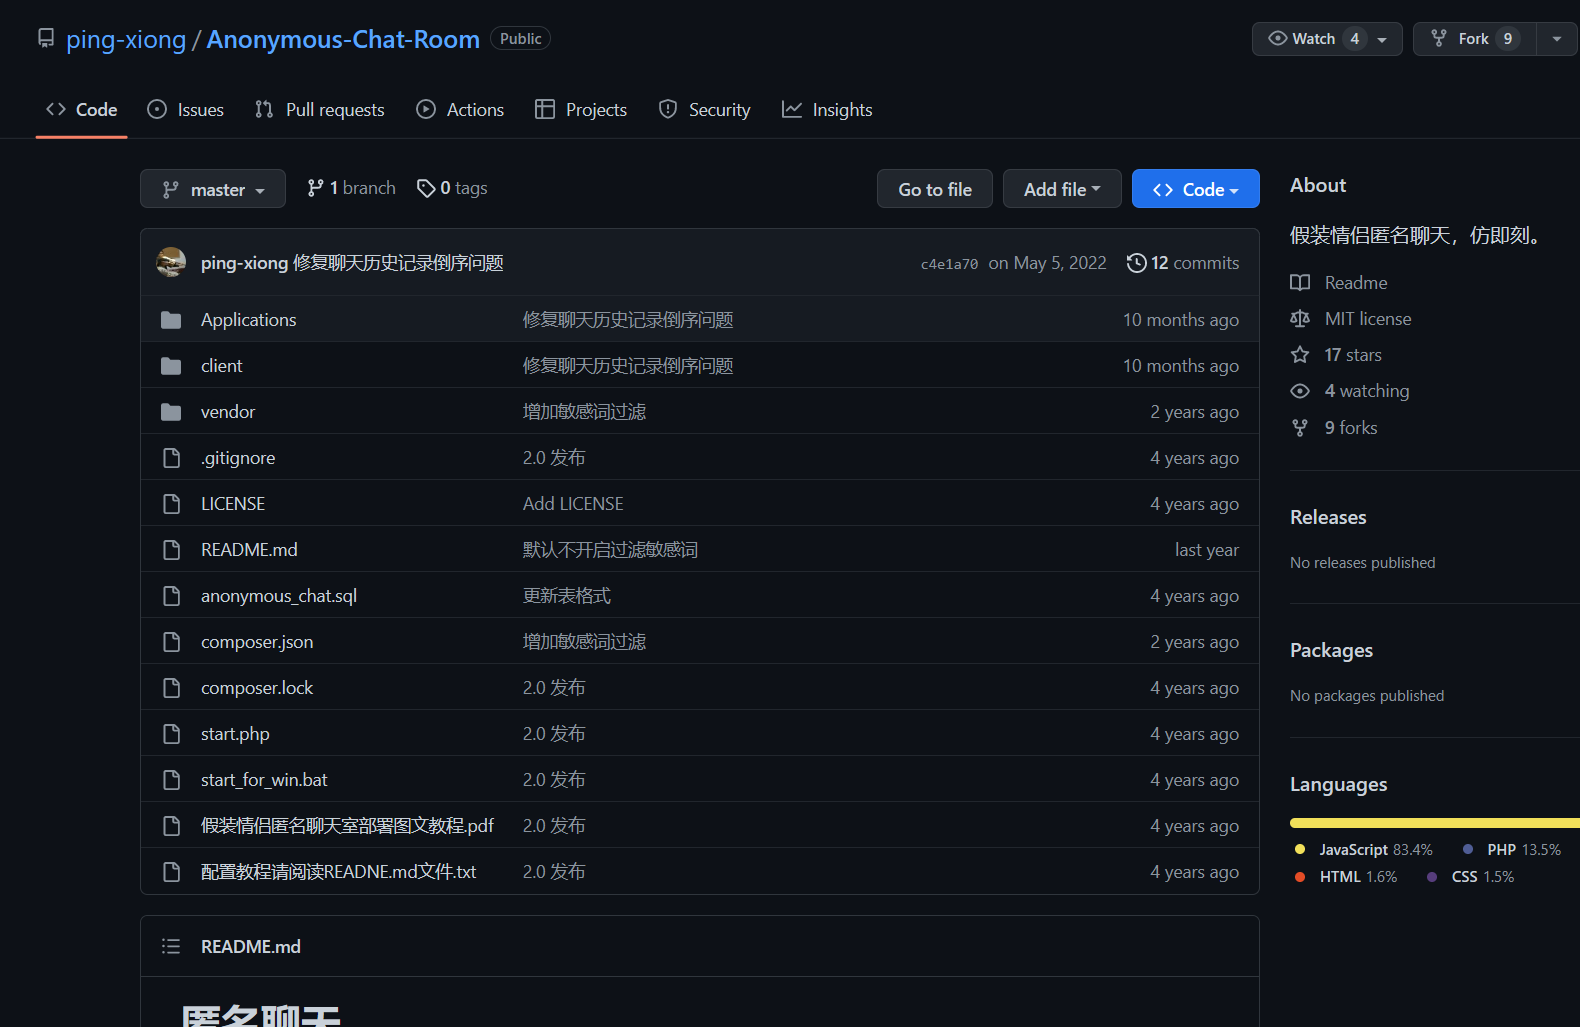 ping-xiong / Anonymous-Chat-Room Public Watch 4 Fork 9
Code Issues Pull requests Actions Projects Security Insights
master 1 branch 0 tags Go to file Add file Code
ping-xiong 修复聊天历史记录倒序问题 c4e1a70 on May 5, 2022 12 commits
Applications 修复聊天历史记录倒序问题 10 months ago
client 修复聊天历史记录倒序问题 10 months ago
vendor 增加敏感词过滤 2 years ago
.gitignore 2.0 发布 4 years ago
LICENSE Add LICENSE 4 years ago
README.md 默认不开启过滤敏感词 last year
anonymous_chat.sql 更新表格式 4 years ago
composer.json 增加敏感词过滤 2 years ago
composer.lock 2.0 发布 4 years ago
start.php 2.0 发布 4 years ago
start_for_win.bat 2.0 发布 4 years ago
假装情侣匿名聊天室部署图文教程.pdf 2.0 发布 4 years ago
配置教程请阅读READNE.md文件.txt 2.0 发布 4 years ago
README.md
匿名聊天
About
假装情侣匿名聊天，仿即刻。
Readme
MIT license
17 stars
4 watching
9 forks
Releases
No releases published
Packages
No packages published
Languages
JavaScript 83.4% PHP 13.5%
HTML 1.6% CSS 1.5%